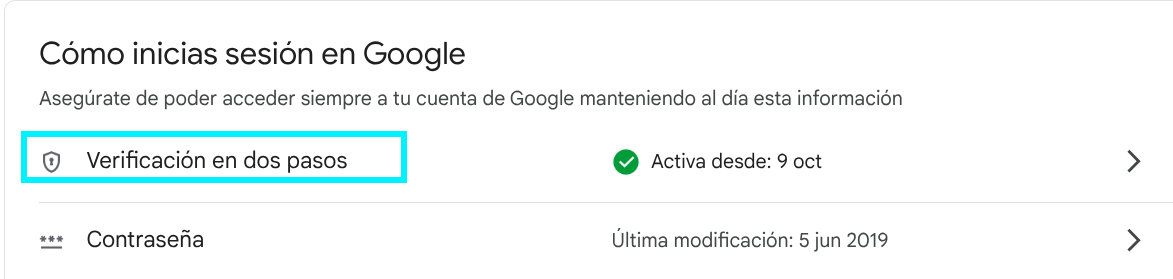 Cómo inicias sesión en Google
Asegúrate de poder acceder siempre a tu cuenta de Google manteniendo al día esta información
Verificación en dos pasos Activa desde: 9 oct
Contraseña Última modificación: 5 jun 2019